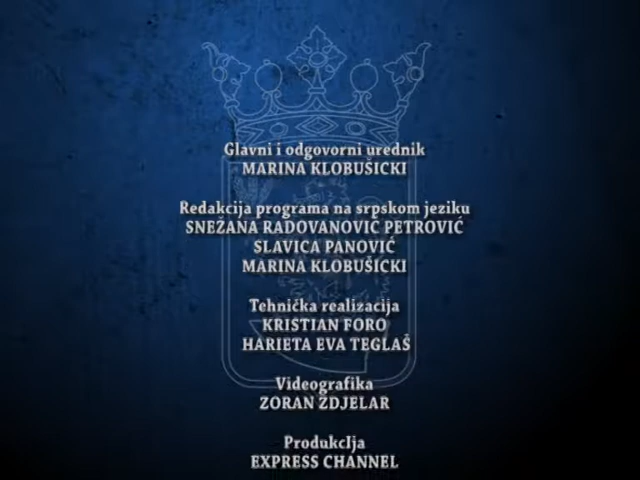 Glavni i odgovorni urednik
MARINA KLOBUŠICKI
Redakcija programa na srpskom jeziku
SNEŽANA RADOVANOVIĆ PETROVIĆ
SLAVICA PANOVIĆ
MARINA KLOBUŠICKI
Tehnička realizacija
KRISTIAN FORO
HARIETA EVA TEGLAŠ
Videografika
ZORAN ZDJELAR
ProdukcIja
EXPRESS CHANNEL